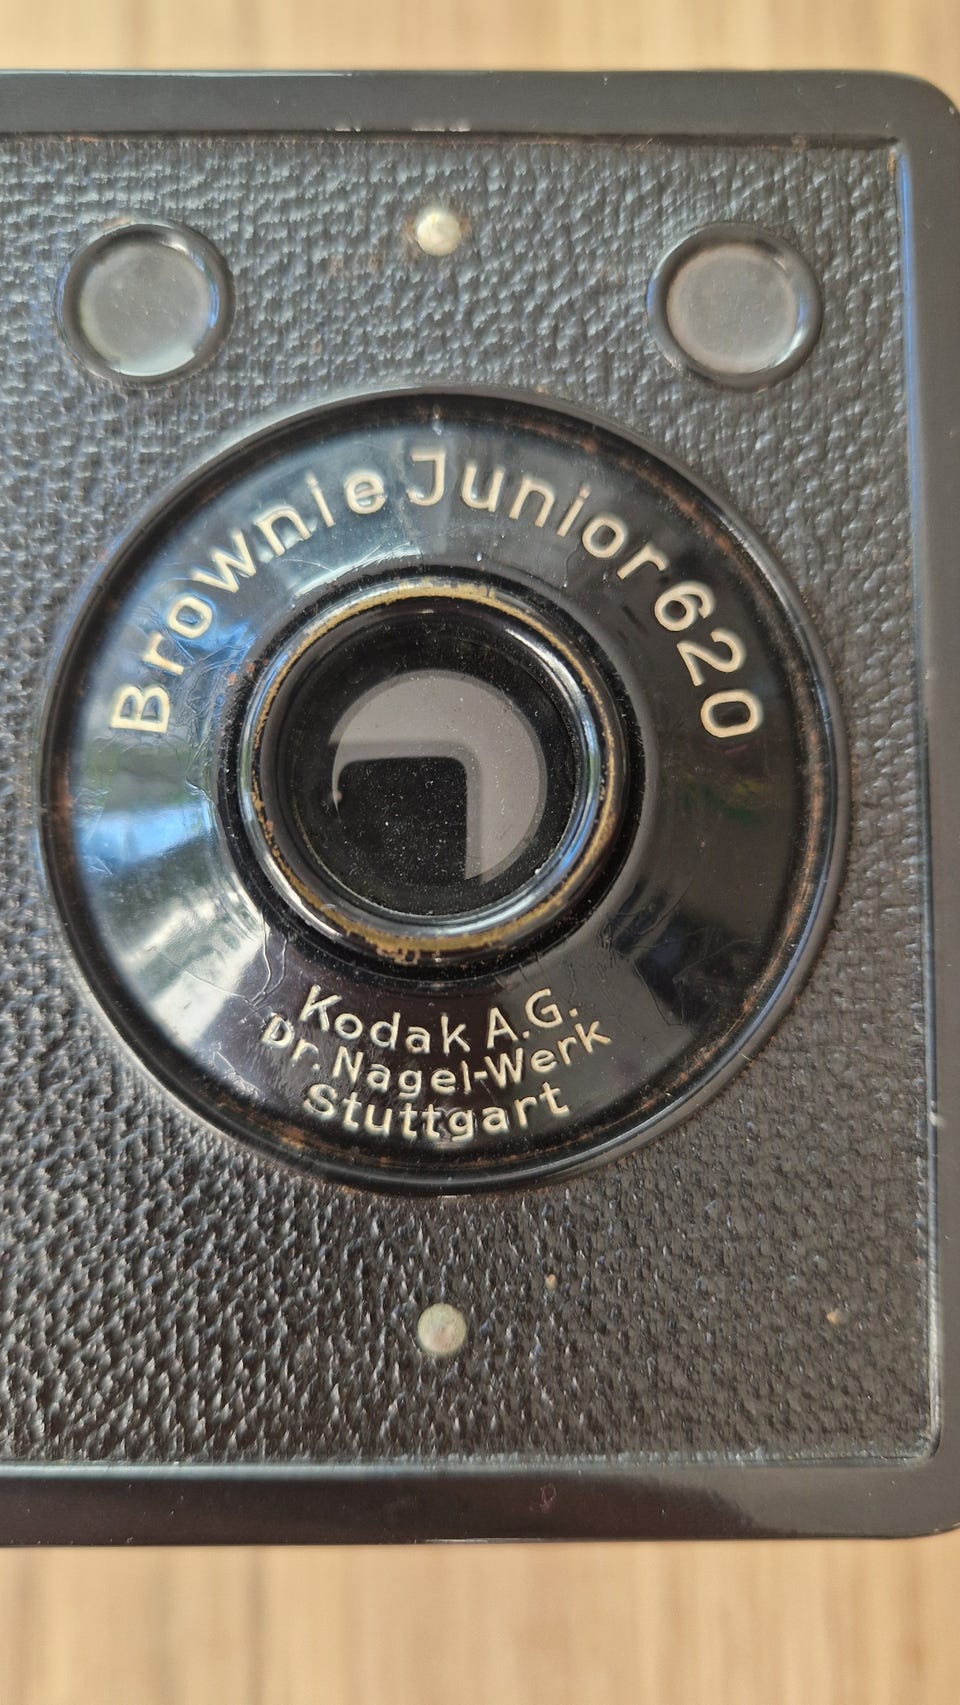 Brownie Junior 620
Kodak A.G.
Dr. Nagel-Werk
Stuttgart